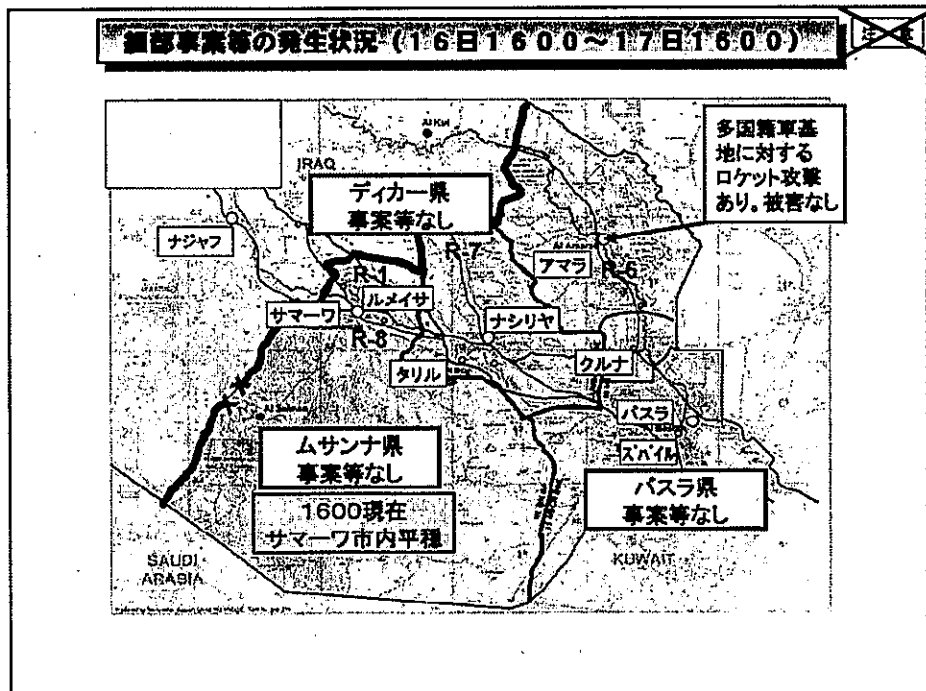 細部事案等の発生状況 (16日1600～17日1600)
多国籍軍基
地に対する
ロケット攻撃
あり。被害なし
Al Kut
IRAQ
ディカー県
事案等なし
ナジャフ
R-7
アマラ
R-6
R-1
ルメイサ
サマーワ
ナシリヤ
R-8
クルナ
タリル
バスラ
ズバイル
ムサンナ県
事案等なし
バスラ県
事案等なし
1600現在
サマーワ市内平穏
SAUDI
ARABIA
KUWAIT